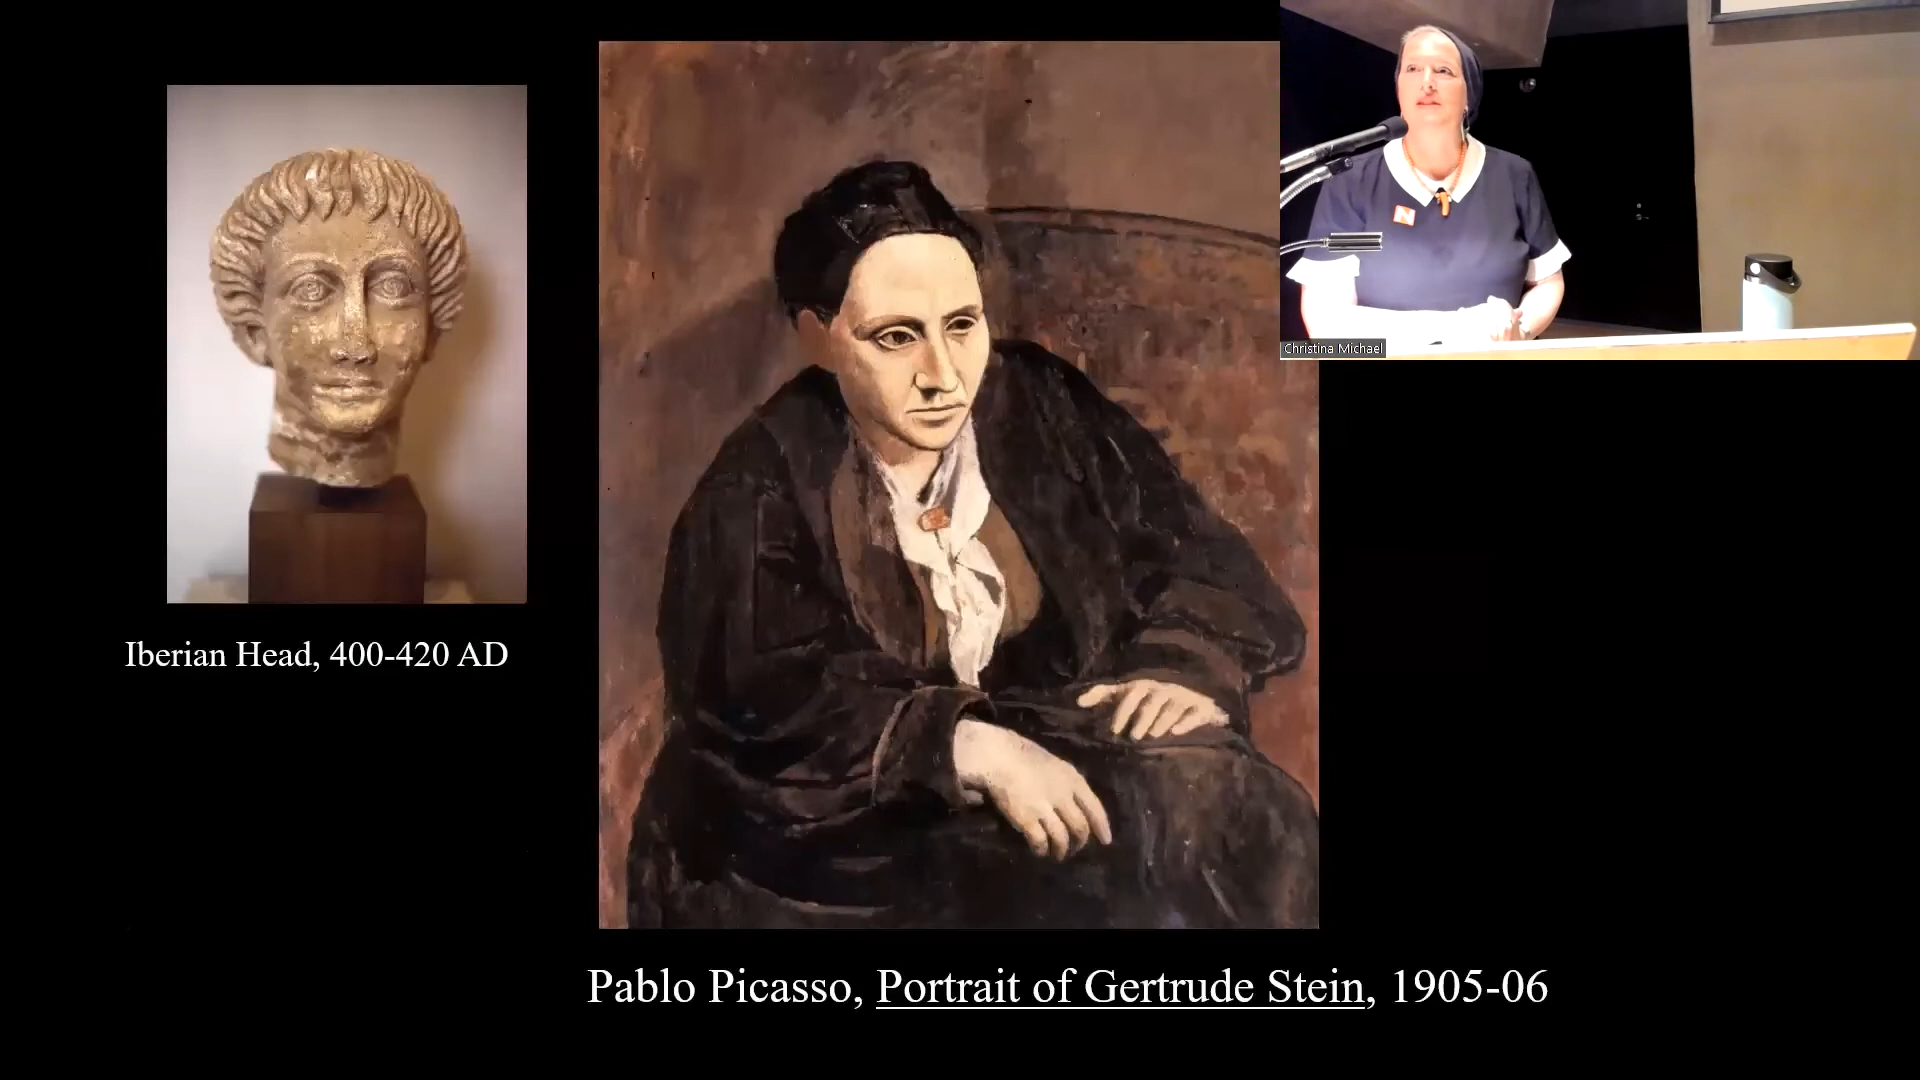 Christina Michael
Iberian Head, 400-420 AD
Pablo Picasso, Portrait of Gertrude Stein, 1905-06
N